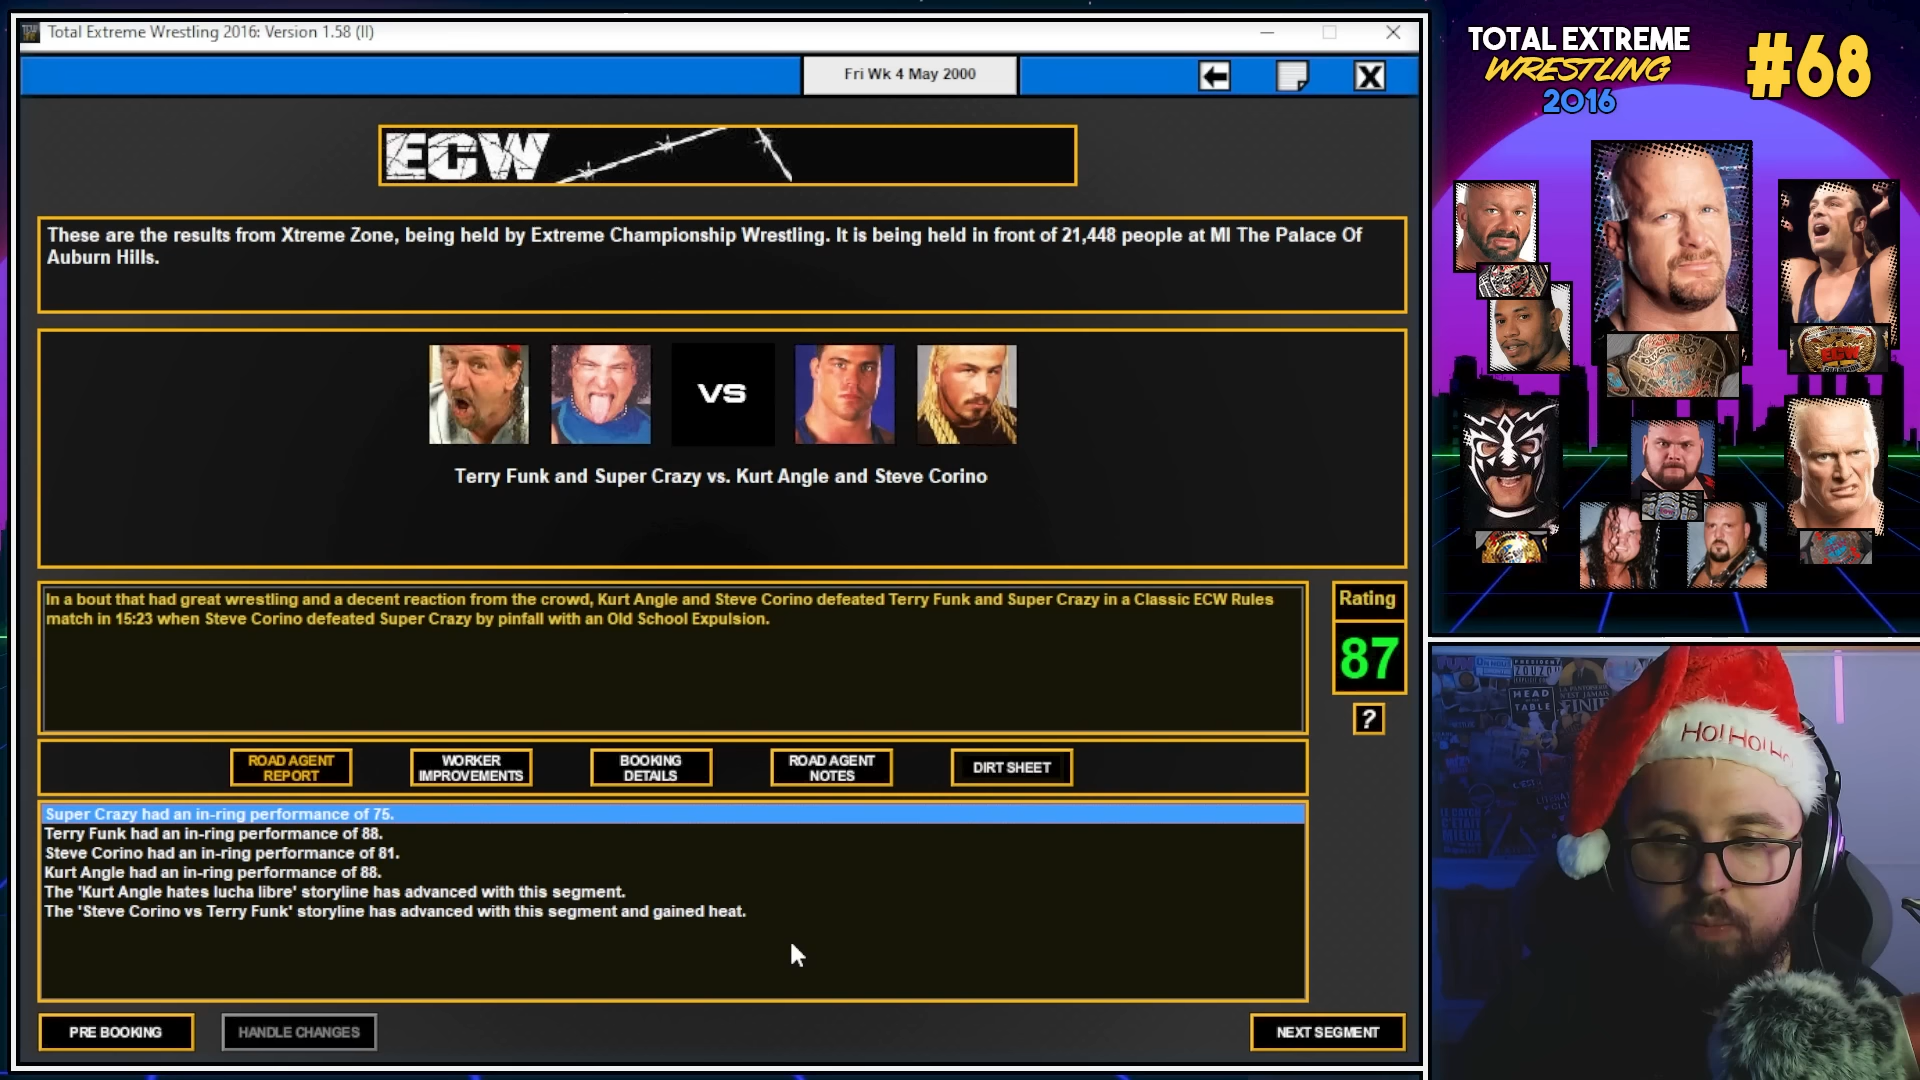 Total Extreme Wrestling 2016: Version 1.58 (II)
Fri Wk 4 May 2000
X
ECW
These are the results from Xtreme Zone, being held by Extreme Championship Wrestling. It is being held in front of 21,448 people at MI The Palace Of
Auburn Hills.
VS
Terry Funk and Super Crazy vs. Kurt Angle and Steve Corino
In a bout that had great wrestling and a decent reaction from the crowd, Kurt Angle and Steve Corino defeated Terry Funk and Super Crazy in a Classic ECW Rules
match in 15:23 when Steve Corino defeated Super Crazy by pinfall with an Old School Expulsion.
Rating
87
?
ROAD AGENT
REPORT
WORKER
IMPROVEMENTS
BOOKING
DETAILS
ROAD AGENT
NOTES
DIRT SHEET
Super Crazy had an in-ring performance of 75.
Terry Funk had an in-ring performance of 88.
Steve Corino had an in-ring performance of 81.
Kurt Angle had an in-ring performance of 88.
The 'Kurt Angle hates lucha libre' storyline has advanced with this segment.
The 'Steve Corino vs Terry Funk' storyline has advanced with this segment and gained heat.
PRE BOOKING
HANDLE CHANGES
NEXT SEGMENT
TOTAL EXTREME
WRESTLING
2016
#68
ECW
HEAD
OF THE
TABLE
HO! HO! HO